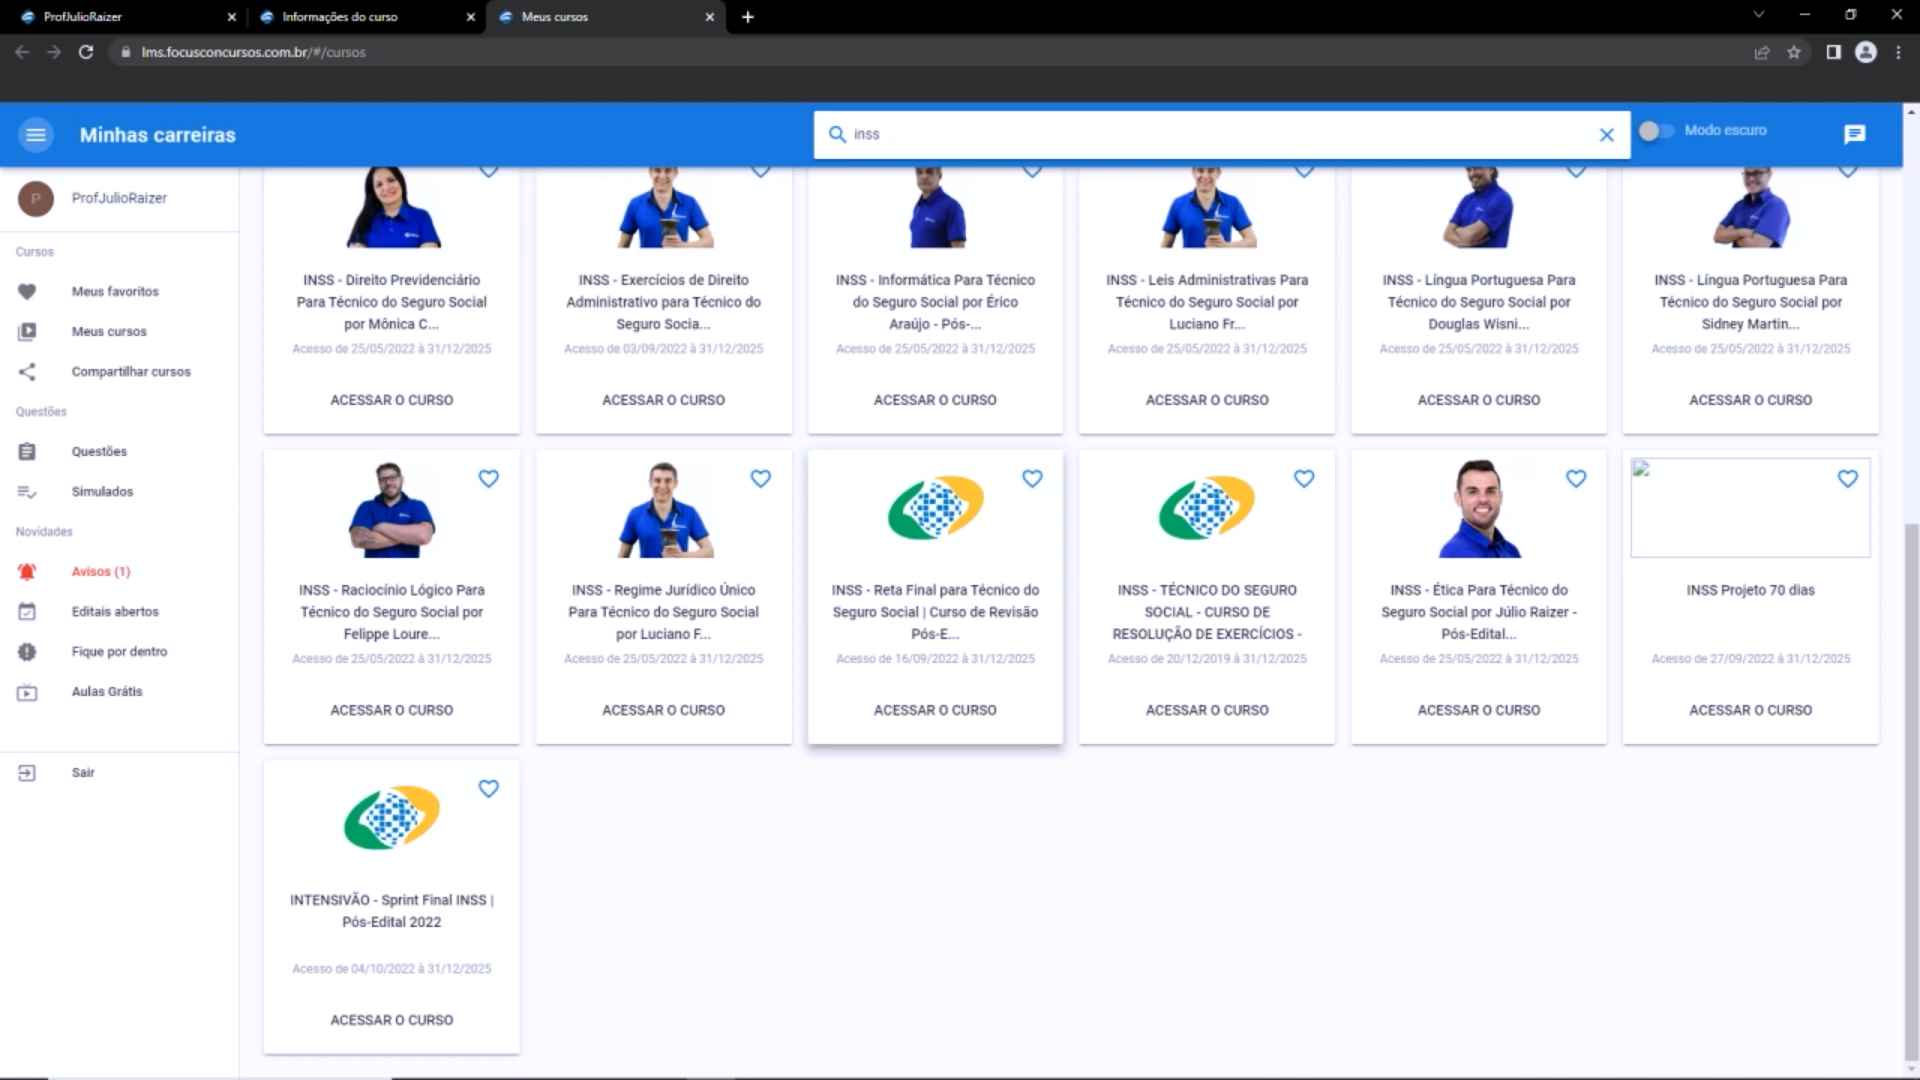 ProfJulioRaizer
Informações do curso
Meus cursos
lms.focusconcursos.com.br/#/cursos
Minhas carreiras
inss
Modo escuro
P
ProfJulioRaizer
Cursos
Meus favoritos
Meus cursos
Compartilhar cursos
Questões
Questões
Simulados
Novidades
Avisos (1)
Editais abertos
Fique por dentro
Aulas Grátis
Sair
INSS - Direito Previdenciário
Para Técnico do Seguro Social
por Mônica C...
Acesso de 25/05/2022 à 31/12/2025
ACESSAR O CURSO
INSS - Exercícios de Direito
Administrativo para Técnico do
Seguro Socia...
Acesso de 03/09/2022 à 31/12/2025
ACESSAR O CURSO
INSS - Informática Para Técnico
do Seguro Social por Érico
Araújo - Pós-...
Acesso de 25/05/2022 à 31/12/2025
ACESSAR O CURSO
INSS - Leis Administrativas Para
Técnico do Seguro Social por
Luciano Fr...
Acesso de 25/05/2022 à 31/12/2025
ACESSAR O CURSO
INSS - Língua Portuguesa Para
Técnico do Seguro Social por
Douglas Wisni...
Acesso de 25/05/2022 à 31/12/2025
ACESSAR O CURSO
INSS - Língua Portuguesa Para
Técnico do Seguro Social por
Sidney Martin...
Acesso de 25/05/2022 à 31/12/2025
ACESSAR O CURSO
INSS - Raciocínio Lógico Para
Técnico do Seguro Social por
Felippe Loure...
Acesso de 25/05/2022 à 31/12/2025
ACESSAR O CURSO
INSS - Regime Jurídico Único
Para Técnico do Seguro Social
por Luciano F...
Acesso de 25/05/2022 à 31/12/2025
ACESSAR O CURSO
INSS - Reta Final para Técnico do
Seguro Social | Curso de Revisão
Pós-E...
Acesso de 16/09/2022 à 31/12/2025
ACESSAR O CURSO
INSS - TÉCNICO DO SEGURO
SOCIAL - CURSO DE
RESOLUÇÃO DE EXERCÍCIOS -
Acesso de 20/12/2019 à 31/12/2025
ACESSAR O CURSO
INSS - Ética Para Técnico do
Seguro Social por Júlio Raizer -
Pós-Edital...
Acesso de 25/05/2022 à 31/12/2025
ACESSAR O CURSO
INSS Projeto 70 dias
Acesso de 27/09/2022 à 31/12/2025
ACESSAR O CURSO
INTENSIVÃO - Sprint Final INSS |
Pós-Edital 2022
Acesso de 04/10/2022 à 31/12/2025
ACESSAR O CURSO